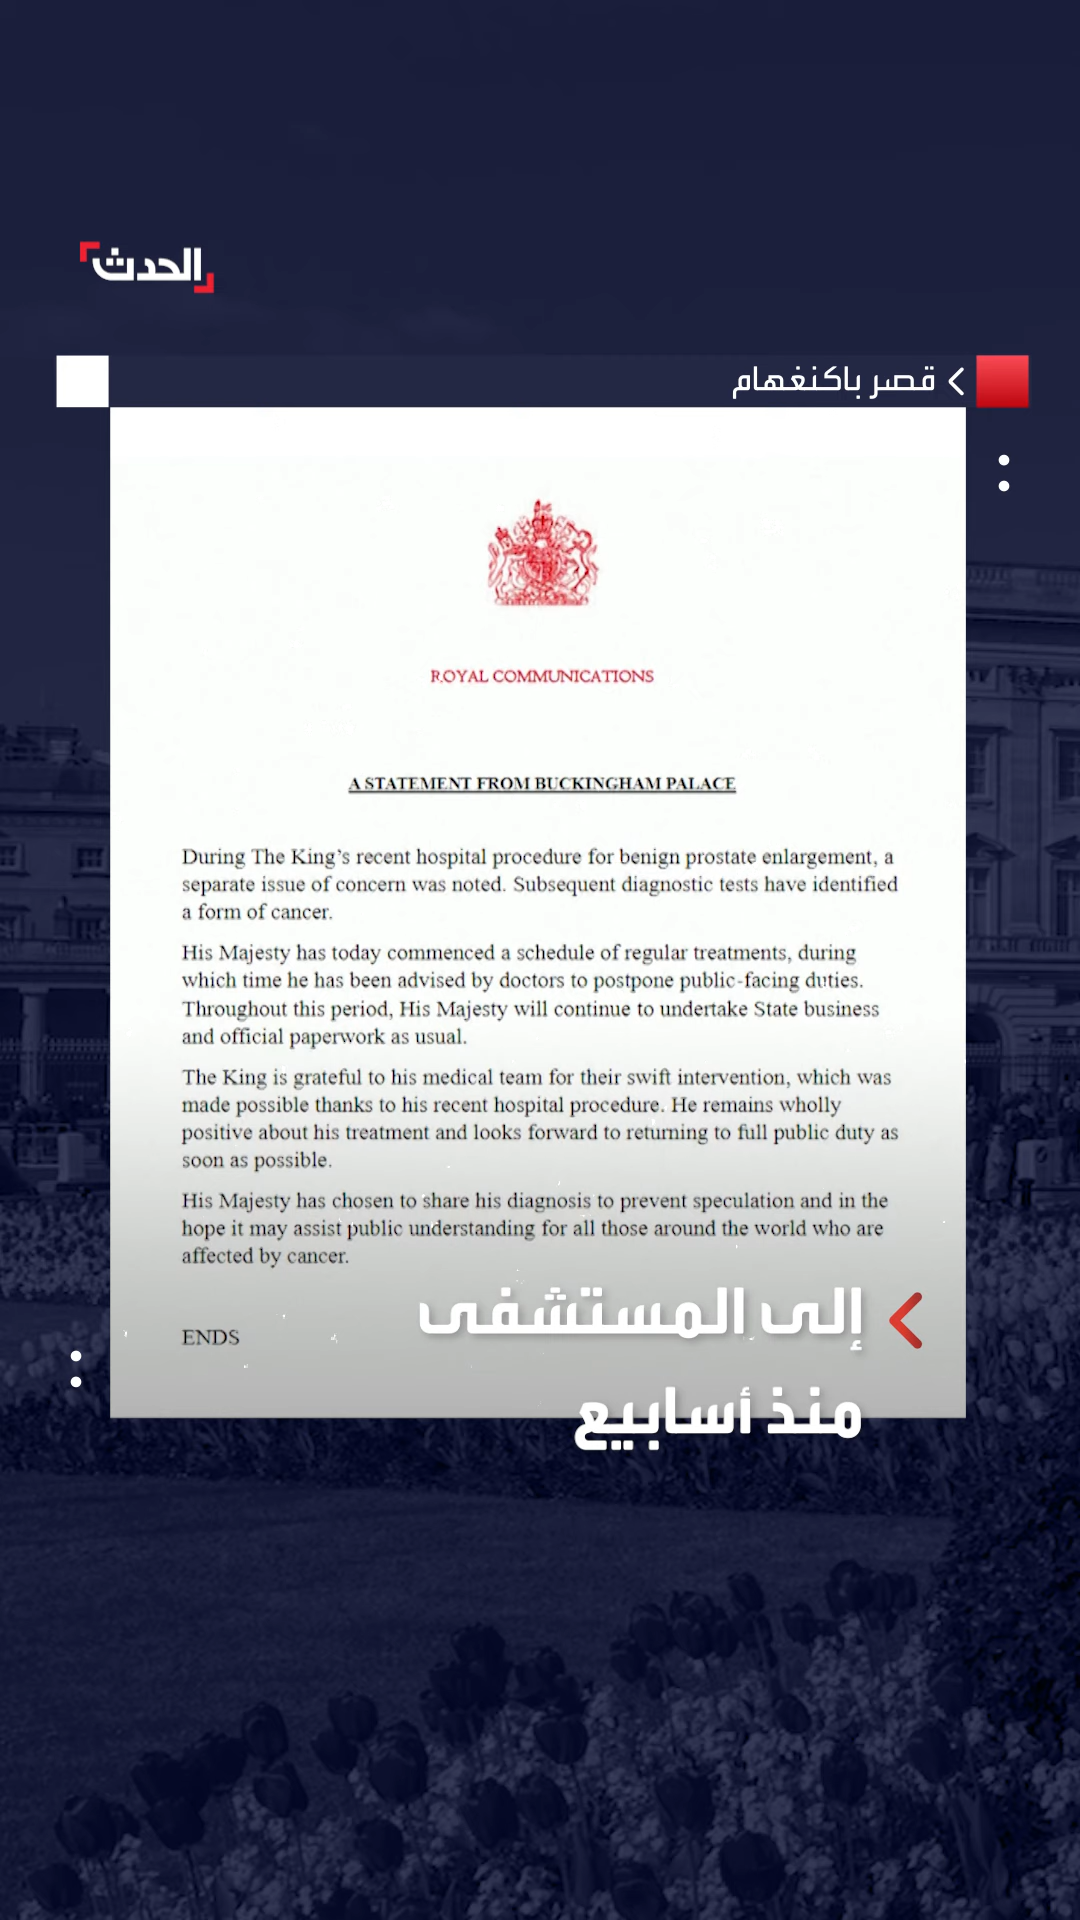 الحدث
قصر باكنغهام
ROYAL COMMUNICATIONS
A STATEMENT FROM BUCKINGHAM PALACE
During The King's recent hospital procedure for benign prostate enlargement, a
separate issue of concern was noted. Subsequent diagnostic tests have identified
a form of cancer.
His Majesty has today commenced a schedule of regular treatments, during
which time he has been advised by doctors to postpone public-facing duties.
Throughout this period, His Majesty will continue to undertake State business
and official paperwork as usual.
The King is grateful to his medical team for their swift intervention, which was
made possible thanks to his recent hospital procedure. He remains wholly
positive about his treatment and looks forward to returning to full public duty as
soon as possible.
His Majesty has chosen to share his diagnosis to prevent speculation and in the
hope it may assist public understanding for all those around the world who are
affected by cancer.
إلى المستشفى
ENDS
منذ أسابيع